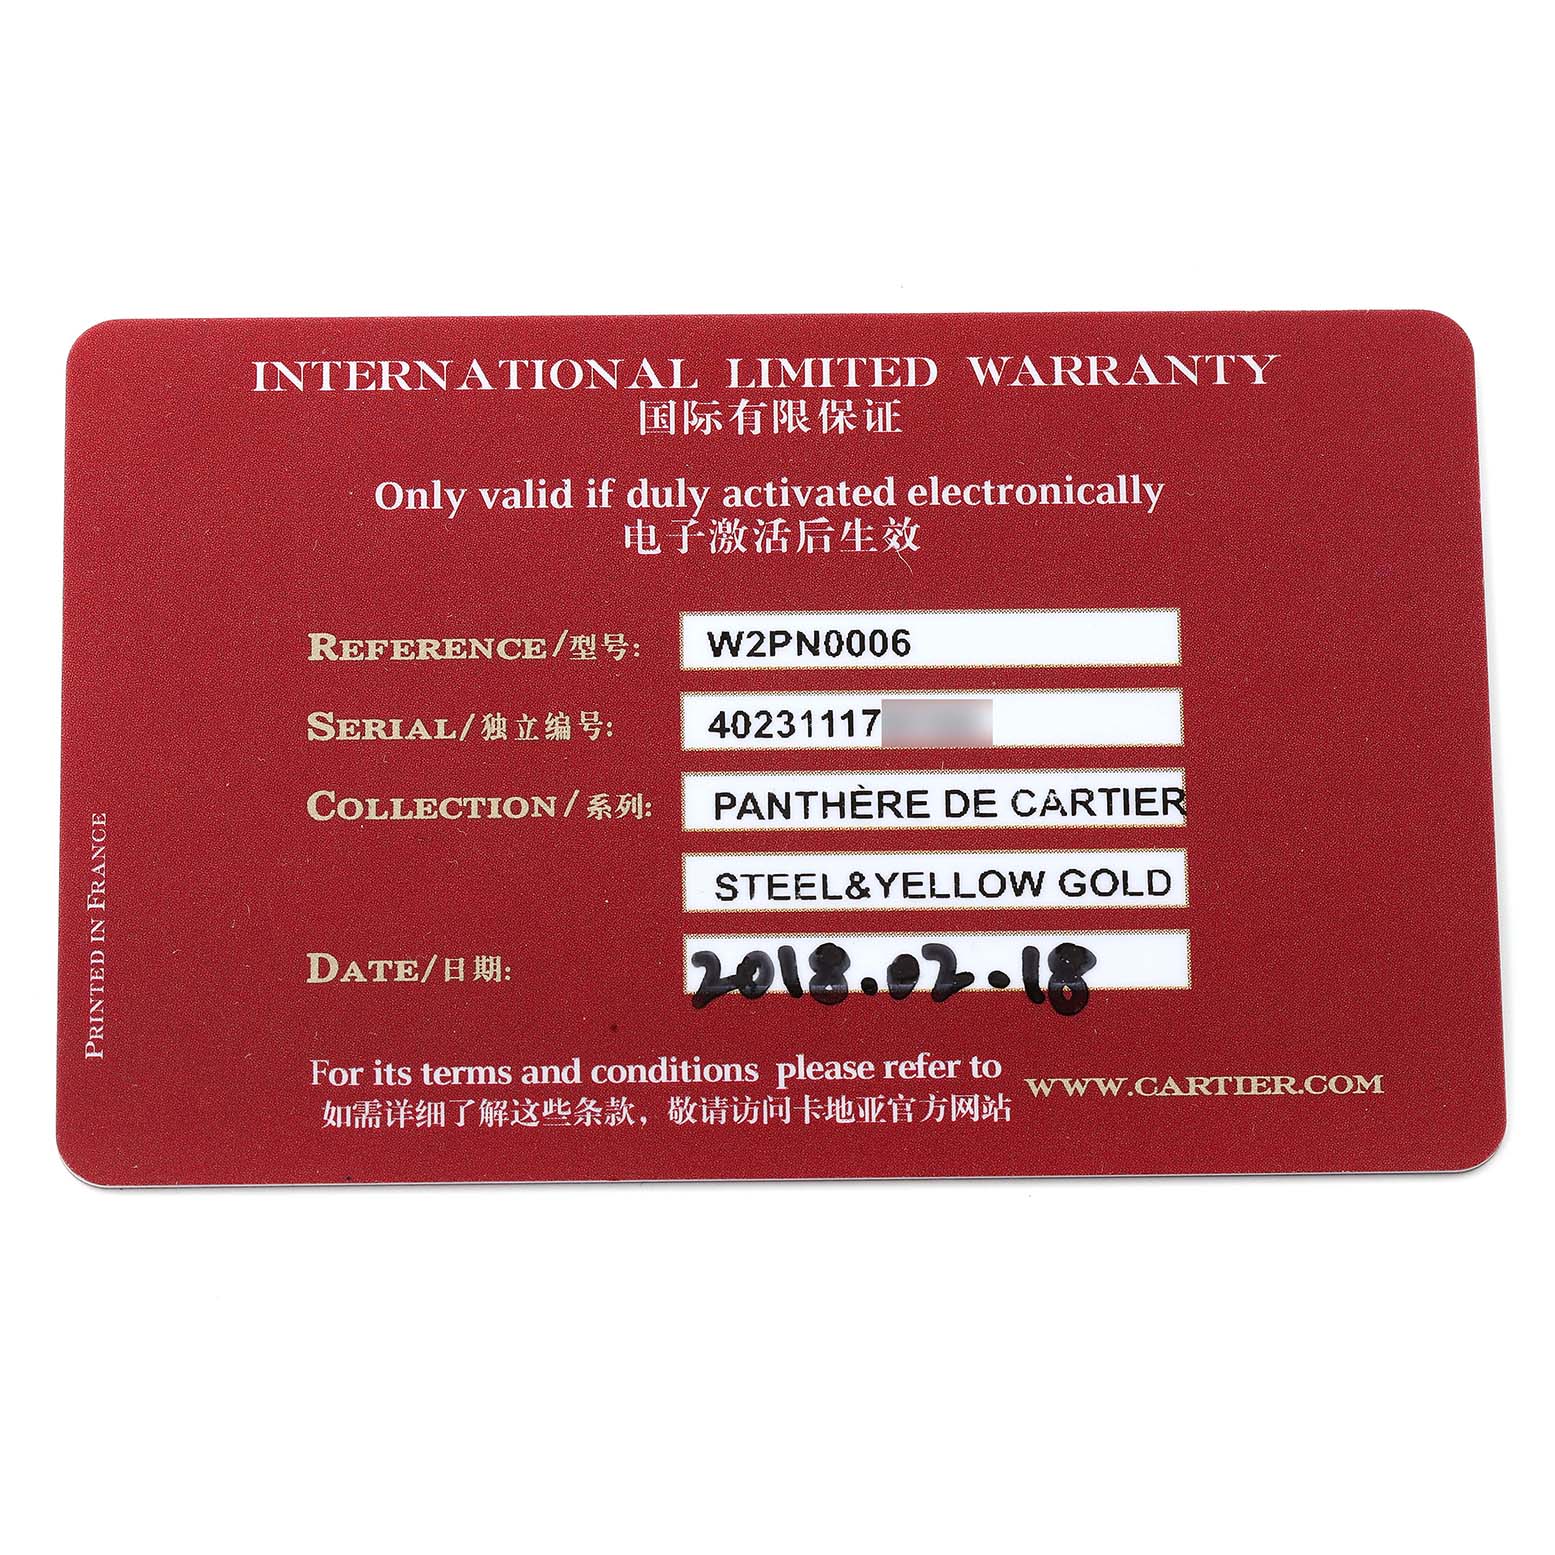 INTERNATIONAL LIMITED WARRANTY
国际有限保证
Only valid if duly activated electronically
电子激活后生效
REFERENCE/型号: W2PN0006
SERIAL/独立编号: 40231117
COLLECTION/系列: PANTHÈRE DE CARTIER
STEEL&YELLOW GOLD
DATE/日期: 2018.02.18
For its terms and conditions please refer to WWW.CARTIER.COM
如需详细了解这些条款，敬请访问卡地亚官方网站
PRINTED IN FRANCE